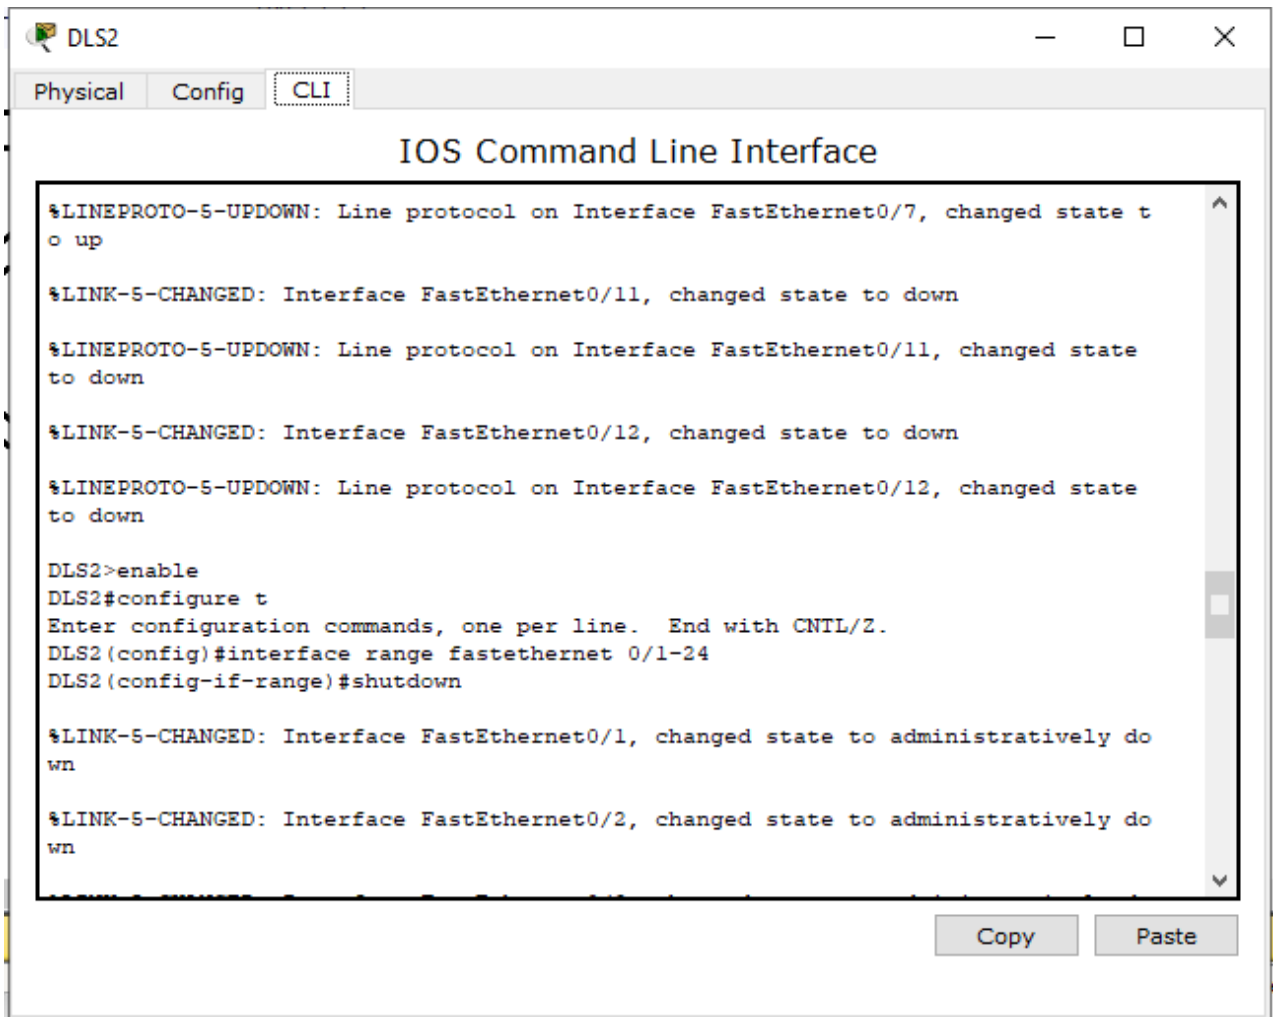 DLS2
Physical Config CLI
IOS Command Line Interface
%LINEPROTO-5-UPDOWN: Line protocol on Interface FastEthernet0/7, changed state t
o up
%LINK-5-CHANGED: Interface FastEthernet0/11, changed state to down
%LINEPROTO-5-UPDOWN: Line protocol on Interface FastEthernet0/11, changed state
to down
%LINK-5-CHANGED: Interface FastEthernet0/12, changed state to down
%LINEPROTO-5-UPDOWN: Line protocol on Interface FastEthernet0/12, changed state
to down
DLS2>enable
DLS2#configure t
Enter configuration commands, one per line.  End with CNTL/Z.
DLS2(config)#interface range fastethernet 0/1-24
DLS2(config-if-range)#shutdown
%LINK-5-CHANGED: Interface FastEthernet0/1, changed state to administratively do
wn
%LINK-5-CHANGED: Interface FastEthernet0/2, changed state to administratively do
wn
Copy Paste